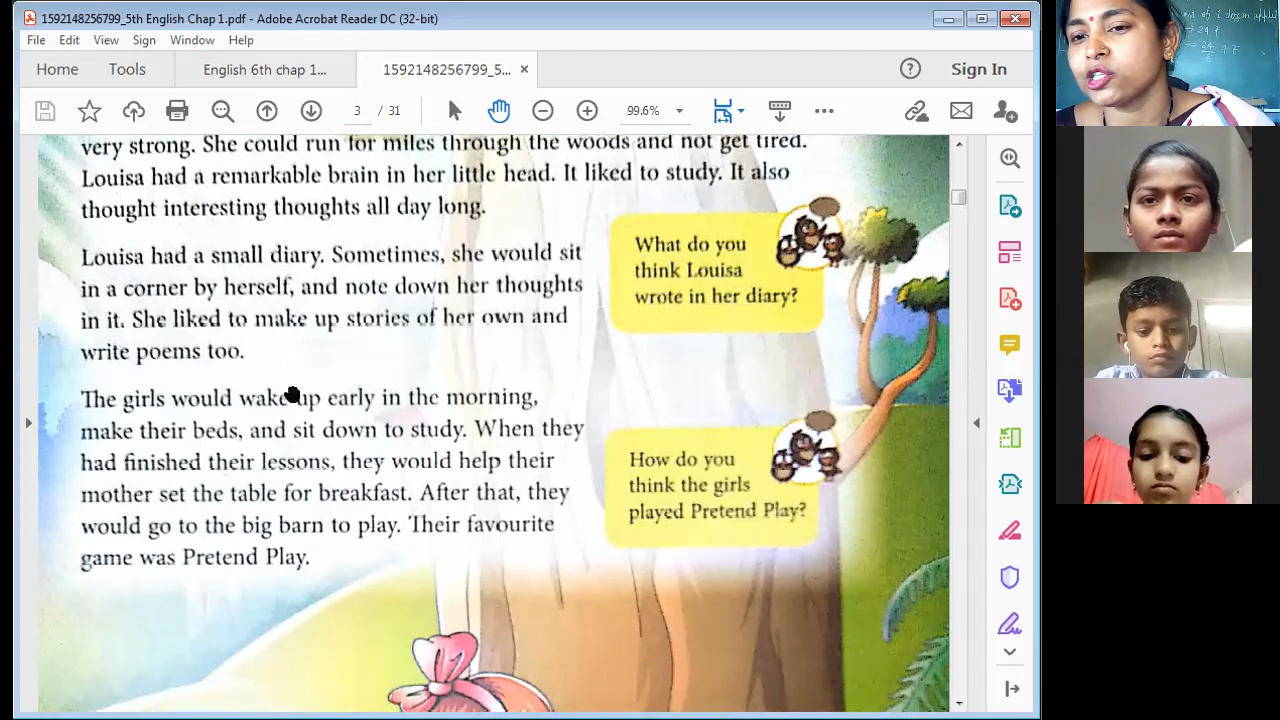 1592148256799_5th English Chap 1.pdf - Adobe Acrobat Reader DC (32-bit)
File Edit View Sign Window Help
Home Tools English 6th chap 1... 1592148256799_5... × Sign In
3 / 31 99.6%
very strong. She could run for miles through the woods and not get tired.
Louisa had a remarkable brain in her little head. It liked to study. It also
thought interesting thoughts all day long.
Louisa had a small diary. Sometimes, she would sit
in a corner by herself, and note down her thoughts
in it. She liked to make up stories of her own and
write poems too.
What do you
think Louisa
wrote in her diary?
The girls would wake up early in the morning,
make their beds, and sit down to study. When they
had finished their lessons, they would help their
mother set the table for breakfast. After that, they
would go to the big barn to play. Their favourite
game was Pretend Play.
How do you
think the girls
played Pretend Play?